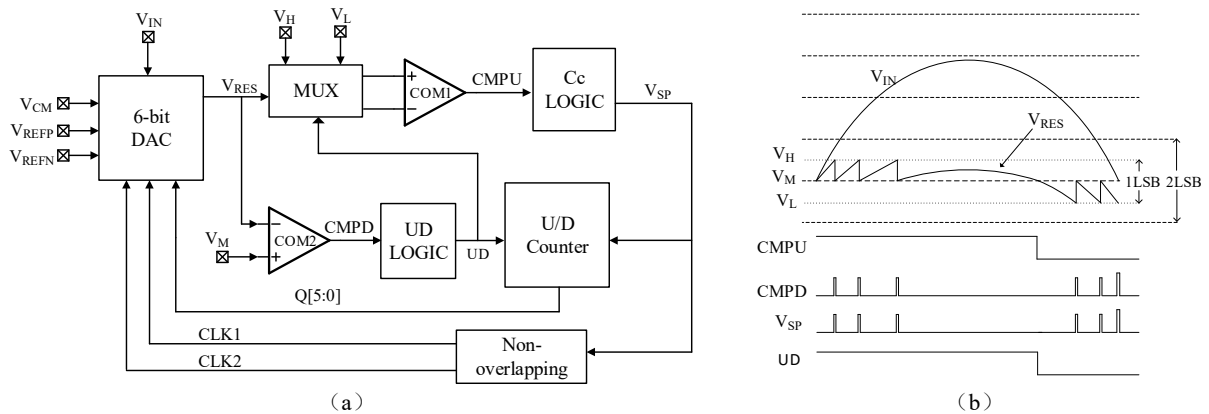 V_IN
V_H
V_L
V_CM
V_REFP
V_REFN
6-bit
DAC
V_RES
MUX
COM1
CMPU
Cc
LOGIC
V_SP
V_M
COM2
CMPD
UD
LOGIC
UD
U/D
Counter
Q[5:0]
CLK1
CLK2
Non-
overlapping
(a)
V_IN
V_RES
V_H
V_M
V_L
1LSB
2LSB
CMPU
CMPD
V_SP
UD
(b)